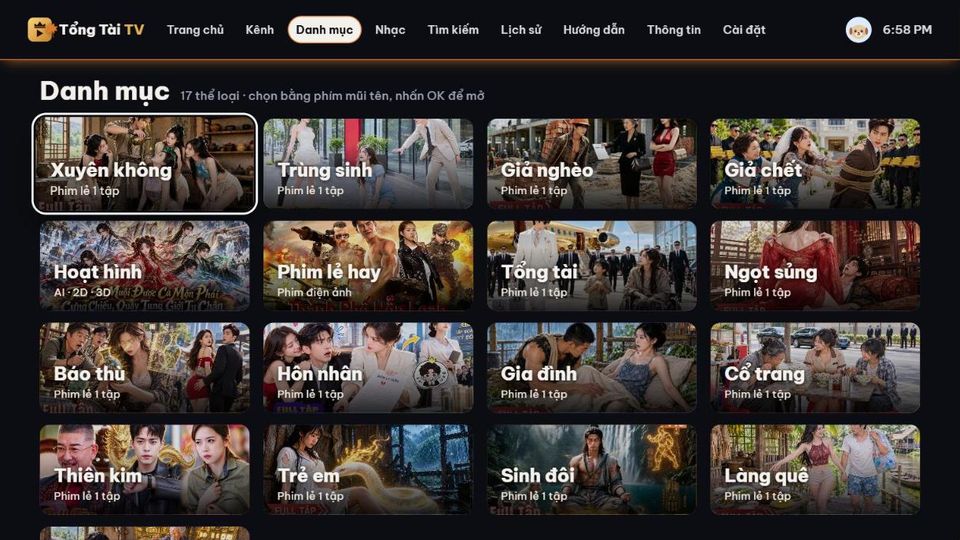 Tổng Tài TV
Trang chủ
Kênh
Danh mục
Nhạc
Tìm kiếm
Lịch sử
Hướng dẫn
Thông tin
Cài đặt
6:58 PM
Danh mục
17 thể loại · chọn bằng phím mũi tên, nhấn OK để mở
Xuyên không
Phim lẻ 1 tập
Trùng sinh
Phim lẻ 1 tập
Giả nghèo
Phim lẻ 1 tập
Giả chết
Phim lẻ 1 tập
Hoạt hình
AI · 2D · 3D
Phim lẻ hay
Phim điện ảnh
Tổng tài
Phim lẻ 1 tập
Ngọt sủng
Phim lẻ 1 tập
Báo thù
Phim lẻ 1 tập
Hôn nhân
Phim lẻ 1 tập
FULL TẬP
Gia đình
Phim lẻ 1 tập
Cổ trang
Phim lẻ 1 tập
Thiên kim
Phim lẻ 1 tập
Trẻ em
Phim lẻ 1 tập
Sinh đôi
Phim lẻ 1 tập
Làng quê
Phim lẻ 1 tập